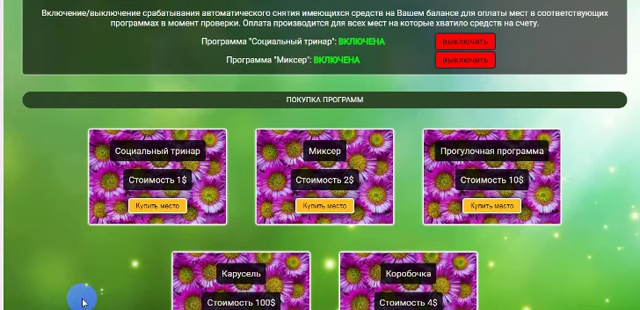 Включение/выключение срабатывания автоматического снятия имеющихся средств на Вашем балансе для оплаты мест в соответствующих
программах в момент проверки. Оплата производится для всех мест на которые хватило средств на счету.
Программа "Социальный тринар": ВКЛЮЧЕНА
ВЫКЛЮЧИТЬ
Программа "Миксер": ВКЛЮЧЕНА
ВЫКЛЮЧИТЬ
ПОКУПКА ПРОГРАММ
Социальный тринар
Стоимость 1$
Купить место
Миксер
Стоимость 2$
Купить место
Прогулочная программа
Стоимость 10$
Купить место
Карусель
Стоимость 100$
Коробочка
Стоимость 4$